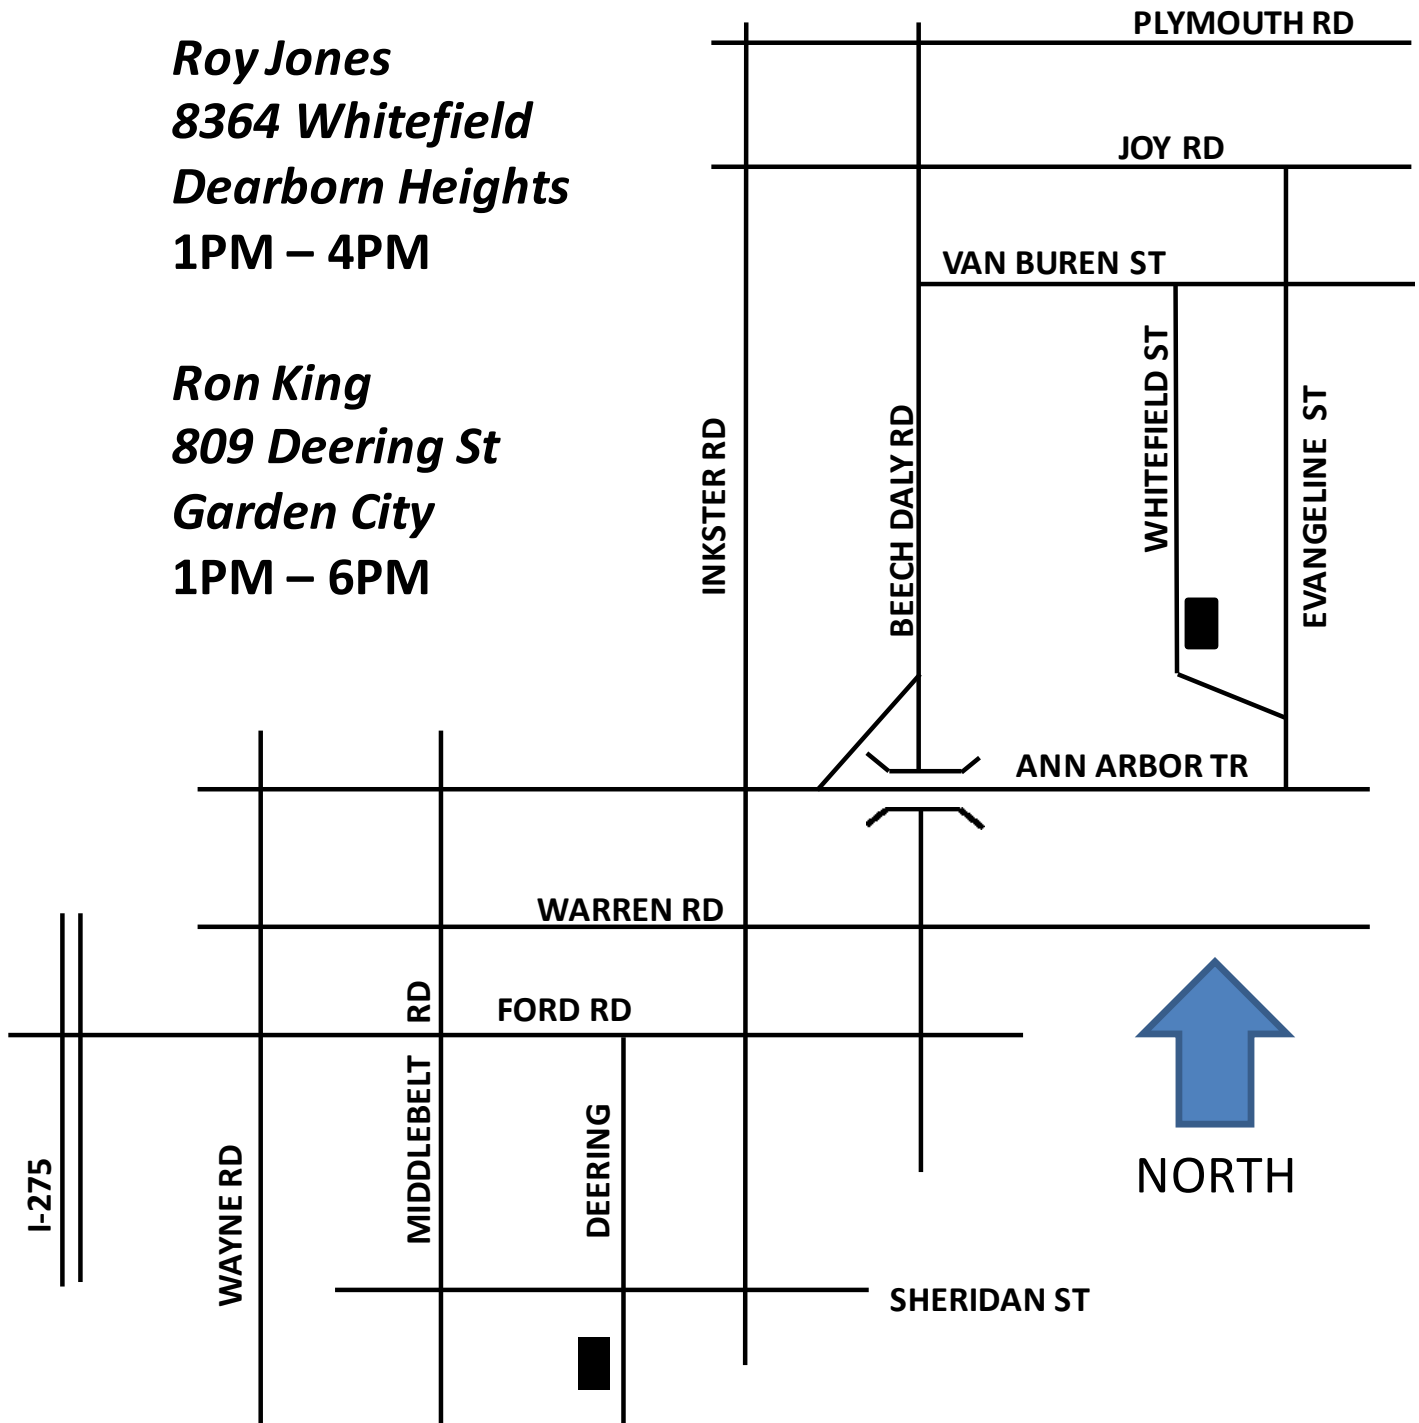 PLYMOUTH RD
Roy Jones
8364 Whitefield
Dearborn Heights
1PM – 4PM
JOY RD
VAN BUREN ST
Ron King
809 Deering St
Garden City
1PM – 6PM
INKSTER RD
BEECH DALY RD
WHITEFIELD ST
EVANGELINE ST
ANN ARBOR TR
WARREN RD
MIDDLEBELT RD
FORD RD
I-275
WAYNE RD
DEERING
NORTH
SHERIDAN ST